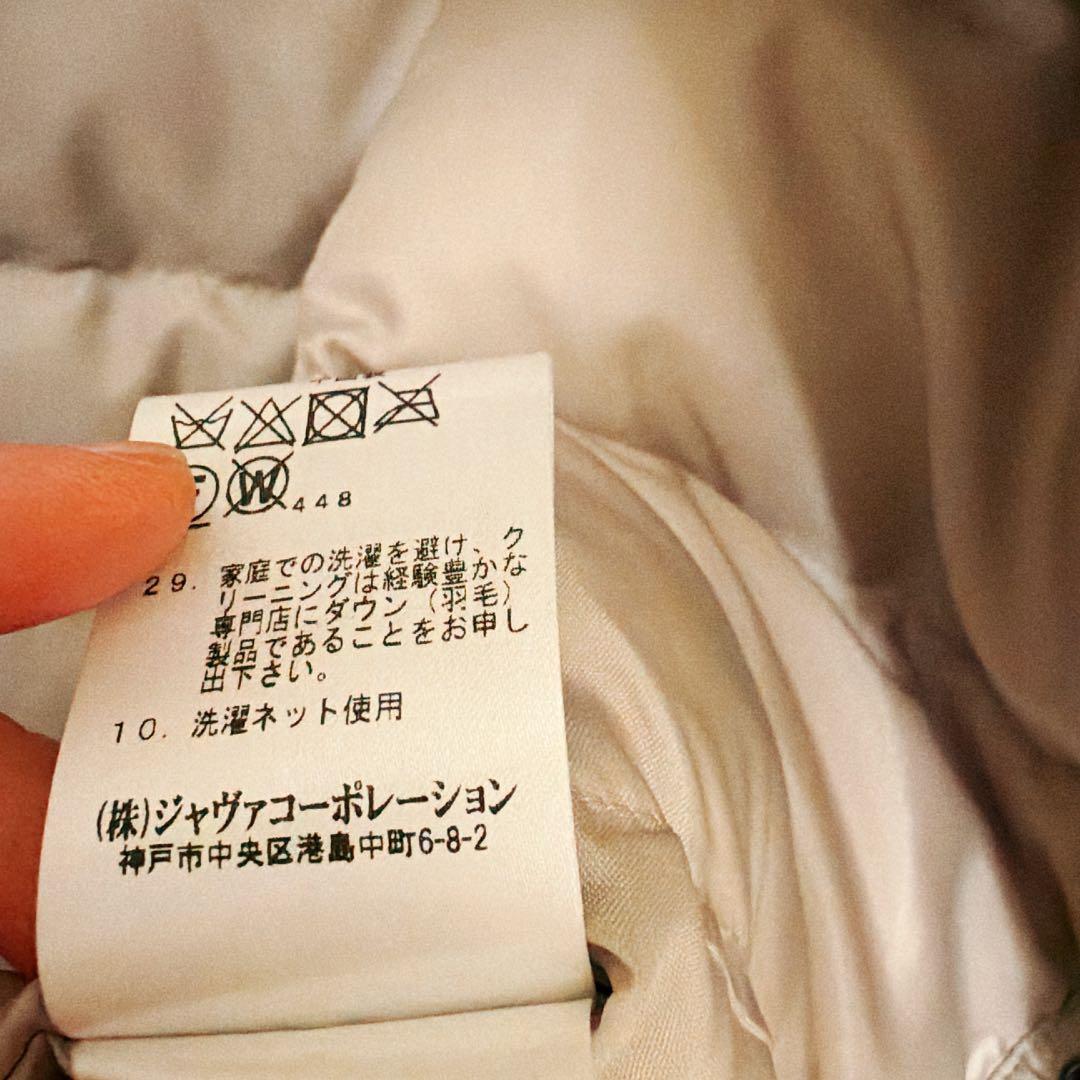 W
448
29. 家庭での洗濯を避け、ク
リーニングは経験豊かな
専門店にダウン（羽毛）
製品であることをお申し
出下さい。
10. 洗濯ネット使用
(株)ジャヴァコーポレーション
神戸市中央区港島中町6-8-2